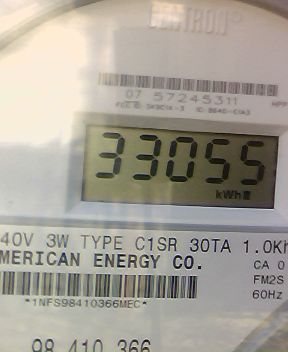 07 57245311
33055
kWh
40V 3W TYPE C1SR 30TA 1.0Kh
MERICAN ENERGY CO.
CA 0
FM2S
60Hz
*1NFS98410366MEC*
98 410 366